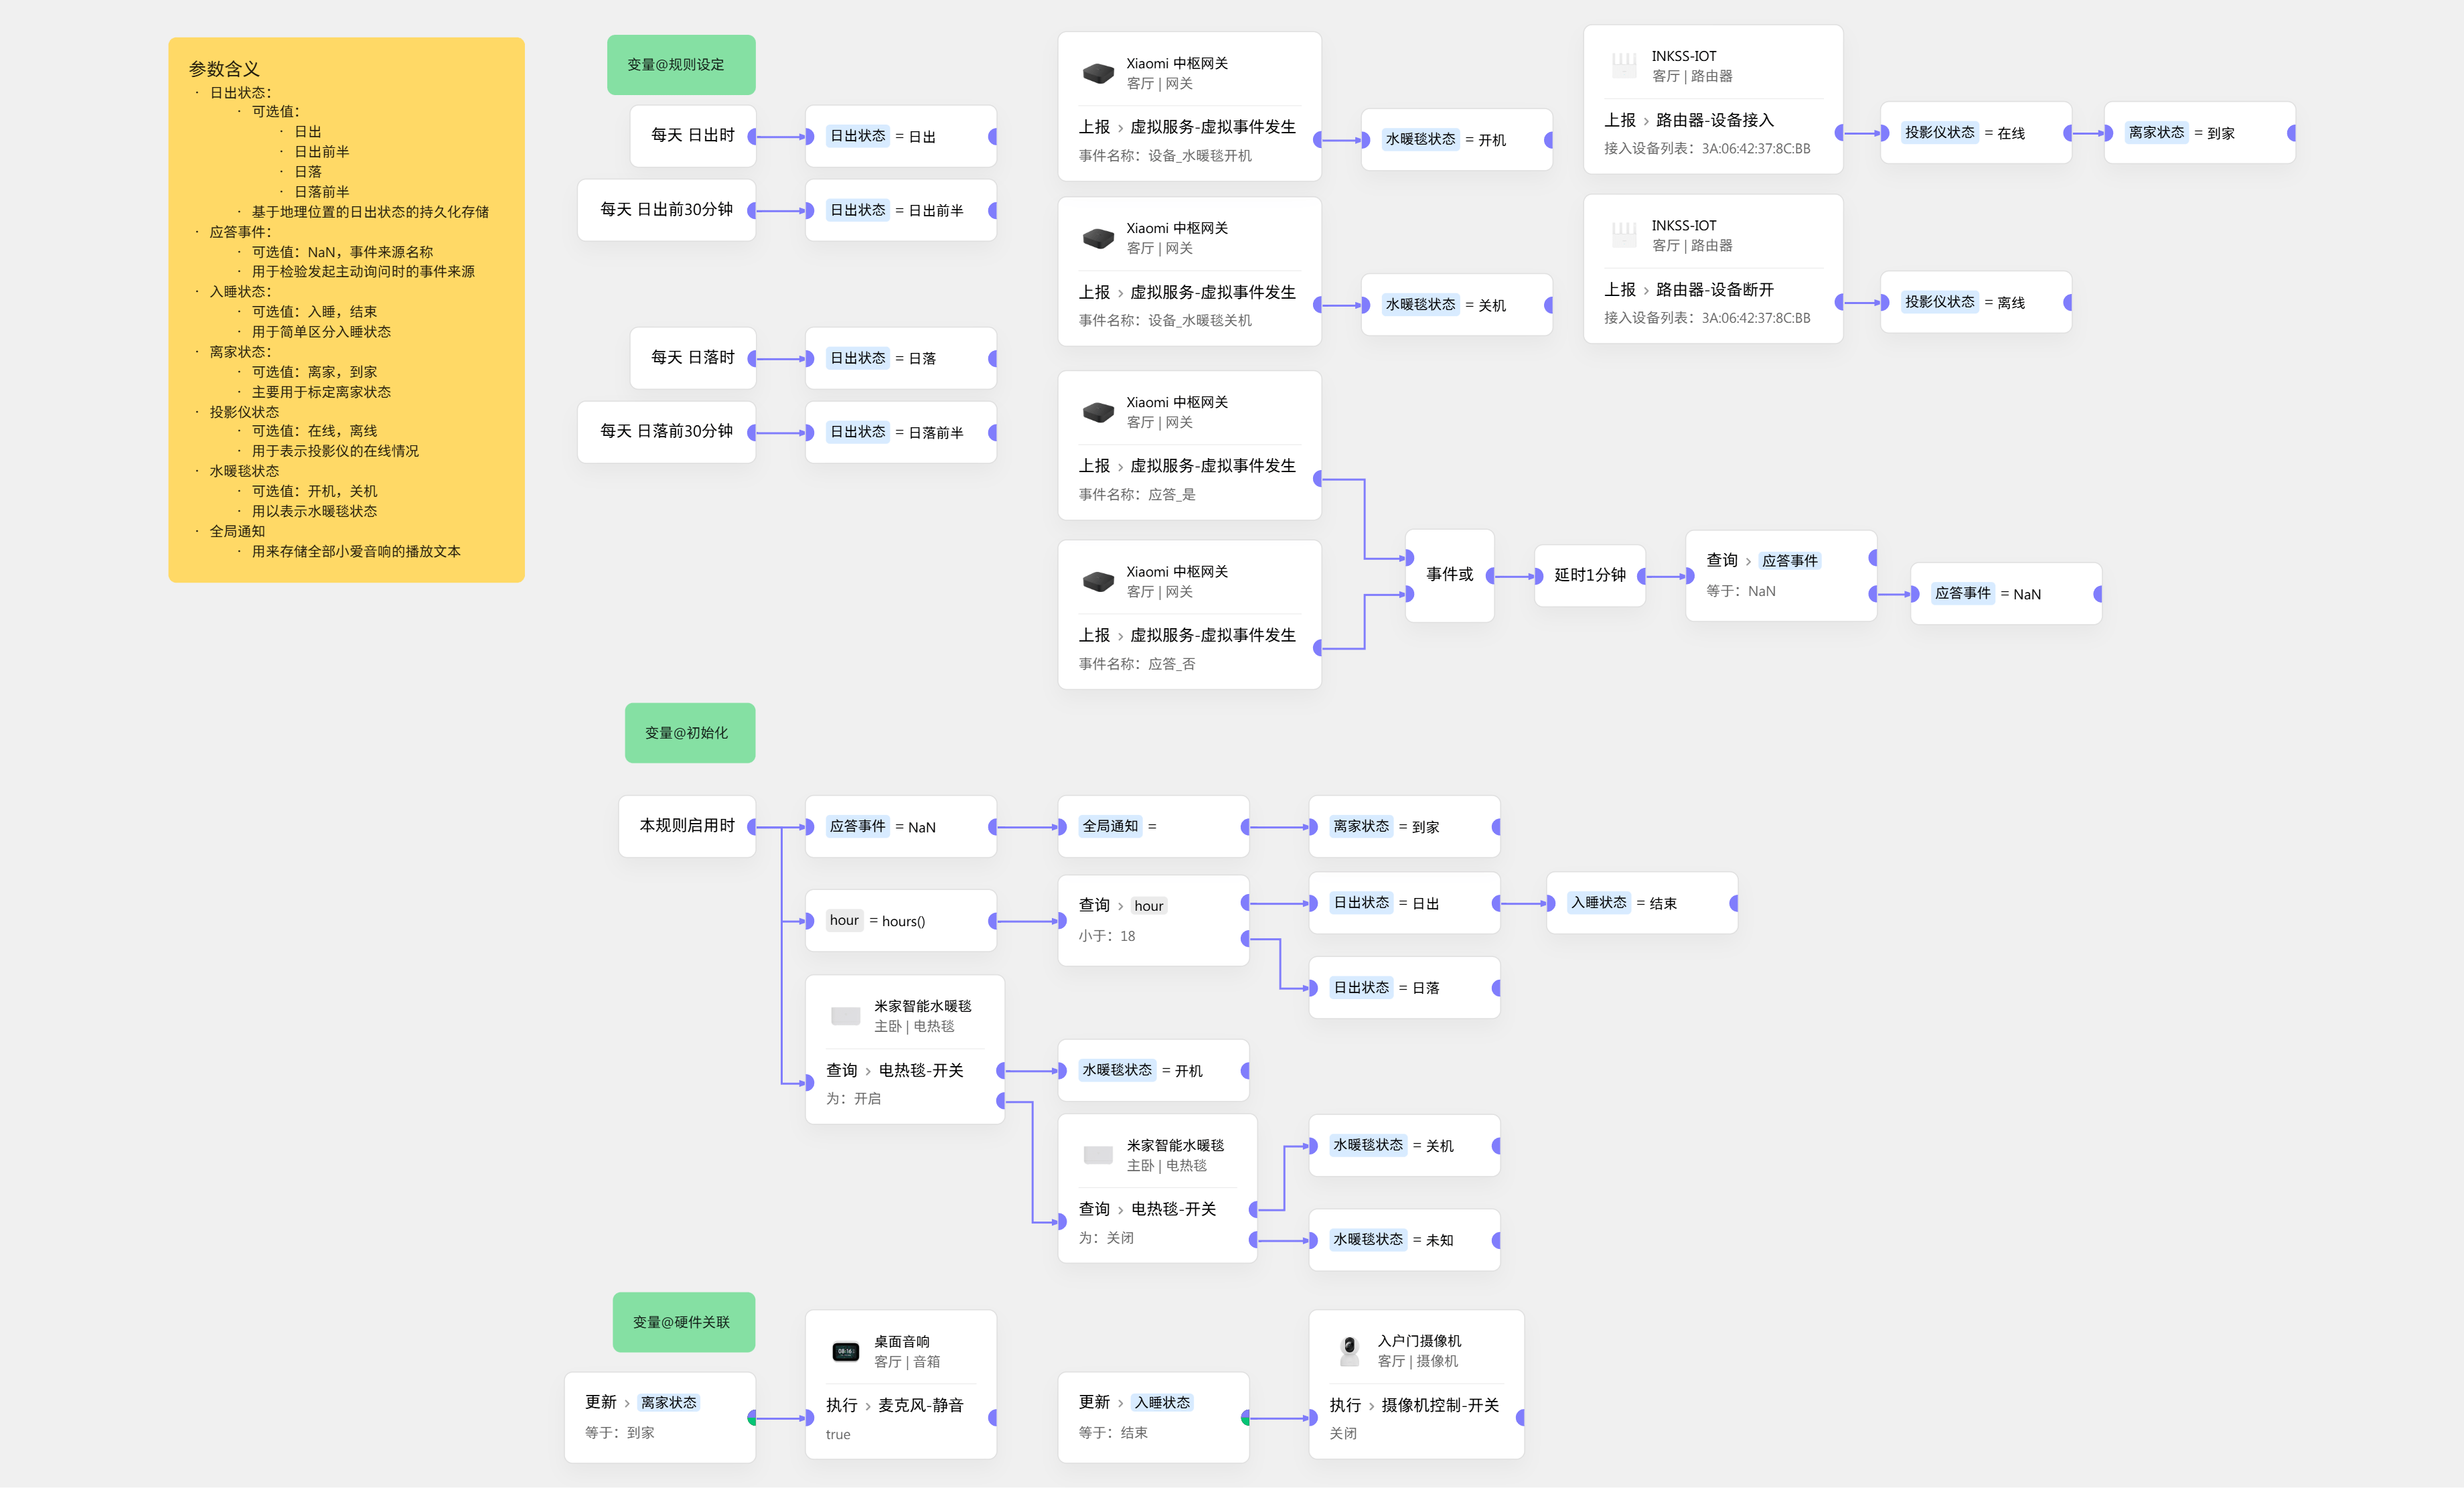 参数含义
· 日出状态：
· 可选值：
· 日出
· 日出前半
· 日落
· 日落前半
· 基于地理位置的日出状态的持久化存储
· 应答事件：
· 可选值：NaN，事件来源名称
· 用于检验发起主动询问时的事件来源
· 入睡状态：
· 可选值：入睡，结束
· 用于简单区分入睡状态
· 离家状态：
· 可选值：离家，到家
· 主要用于标定离家状态
· 投影仪状态
· 可选值：在线，离线
· 用于表示投影仪的在线情况
· 水暖毯状态
· 可选值：开机，关机
· 用以表示水暖毯状态
· 全局通知
· 用来存储全部小爱音响的播放文本
变量@规则设定
每天 日出时
日出状态 = 日出
每天 日出前30分钟
日出状态 = 日出前半
每天 日落时
日出状态 = 日落
每天 日落前30分钟
日出状态 = 日落前半
Xiaomi 中枢网关
客厅 | 网关
上报 › 虚拟服务-虚拟事件发生
事件名称：设备_水暖毯开机
水暖毯状态 = 开机
Xiaomi 中枢网关
客厅 | 网关
上报 › 虚拟服务-虚拟事件发生
事件名称：设备_水暖毯关机
水暖毯状态 = 关机
INKSS-IOT
客厅 | 路由器
上报 › 路由器-设备接入
接入设备列表：3A:06:42:37:8C:BB
投影仪状态 = 在线
离家状态 = 到家
INKSS-IOT
客厅 | 路由器
上报 › 路由器-设备断开
接入设备列表：3A:06:42:37:8C:BB
投影仪状态 = 离线
Xiaomi 中枢网关
客厅 | 网关
上报 › 虚拟服务-虚拟事件发生
事件名称：应答_是
Xiaomi 中枢网关
客厅 | 网关
上报 › 虚拟服务-虚拟事件发生
事件名称：应答_否
事件或
延时1分钟
查询 › 应答事件
等于：NaN
应答事件 = NaN
变量@初始化
本规则启用时
应答事件 = NaN
全局通知 =
离家状态 = 到家
hour = hours()
查询 › hour
小于：18
日出状态 = 日出
入睡状态 = 结束
日出状态 = 日落
米家智能水暖毯
主卧 | 电热毯
查询 › 电热毯-开关
为：开启
水暖毯状态 = 开机
米家智能水暖毯
主卧 | 电热毯
查询 › 电热毯-开关
为：关闭
水暖毯状态 = 关机
水暖毯状态 = 未知
变量@硬件关联
更新 › 离家状态
等于：到家
08:16
桌面音响
客厅 | 音箱
执行 › 麦克风-静音
true
更新 › 入睡状态
等于：结束
入户门摄像机
客厅 | 摄像机
执行 › 摄像机控制-开关
关闭